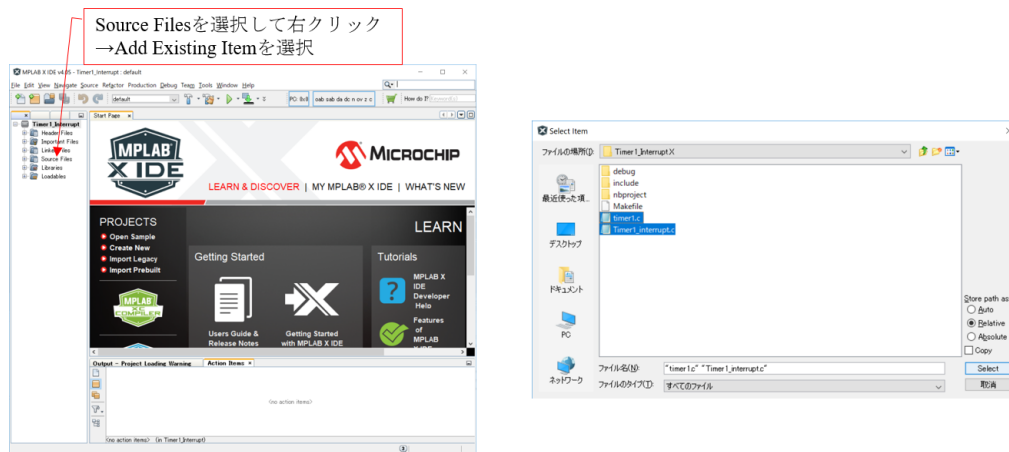 Source Filesを選択して右クリック
→Add Existing Itemを選択
MPLAB X IDE v4.05 - Timer1_Interrupt : default
File Edit View Navigate Source Refactor Production Debug Team Tools Window Help
default
PC: 0x0
How do I?
Start Page
Timer1_Interrupt
Header Files
Important Files
Linker Files
Source Files
Libraries
Loadables
MPLAB
X IDE
MICROCHIP
LEARN & DISCOVER | MY MPLAB® X IDE | WHAT'S NEW
PROJECTS
Open Sample
Create New
Import Legacy
Import Prebuilt
MPLAB
XC
COMPILER
LEARN
Getting Started
Users Guide &
Release Notes
Getting Started
with MPLAB X IDE
Tutorials
MPLAB X
IDE
Developer
Help
Features
of
MPLAB
Output - Project Loading Warning
Action Items
(no action items)
(no action items) (in Timer1_Interrupt)
Select Item
ファイルの場所(I):
Timer1_Interrupt.X
最近使った項...
デスクトップ
ドキュメント
PC
ネットワーク
debug
include
nbproject
Makefile
timer1.c
Timer1_interrupt.c
Store path as
Auto
Relative
Absolute
Copy
ファイル名(N):
"timer1.c" "Timer1_interrupt.c"
Select
ファイルのタイプ(T):
すべてのファイル
取消